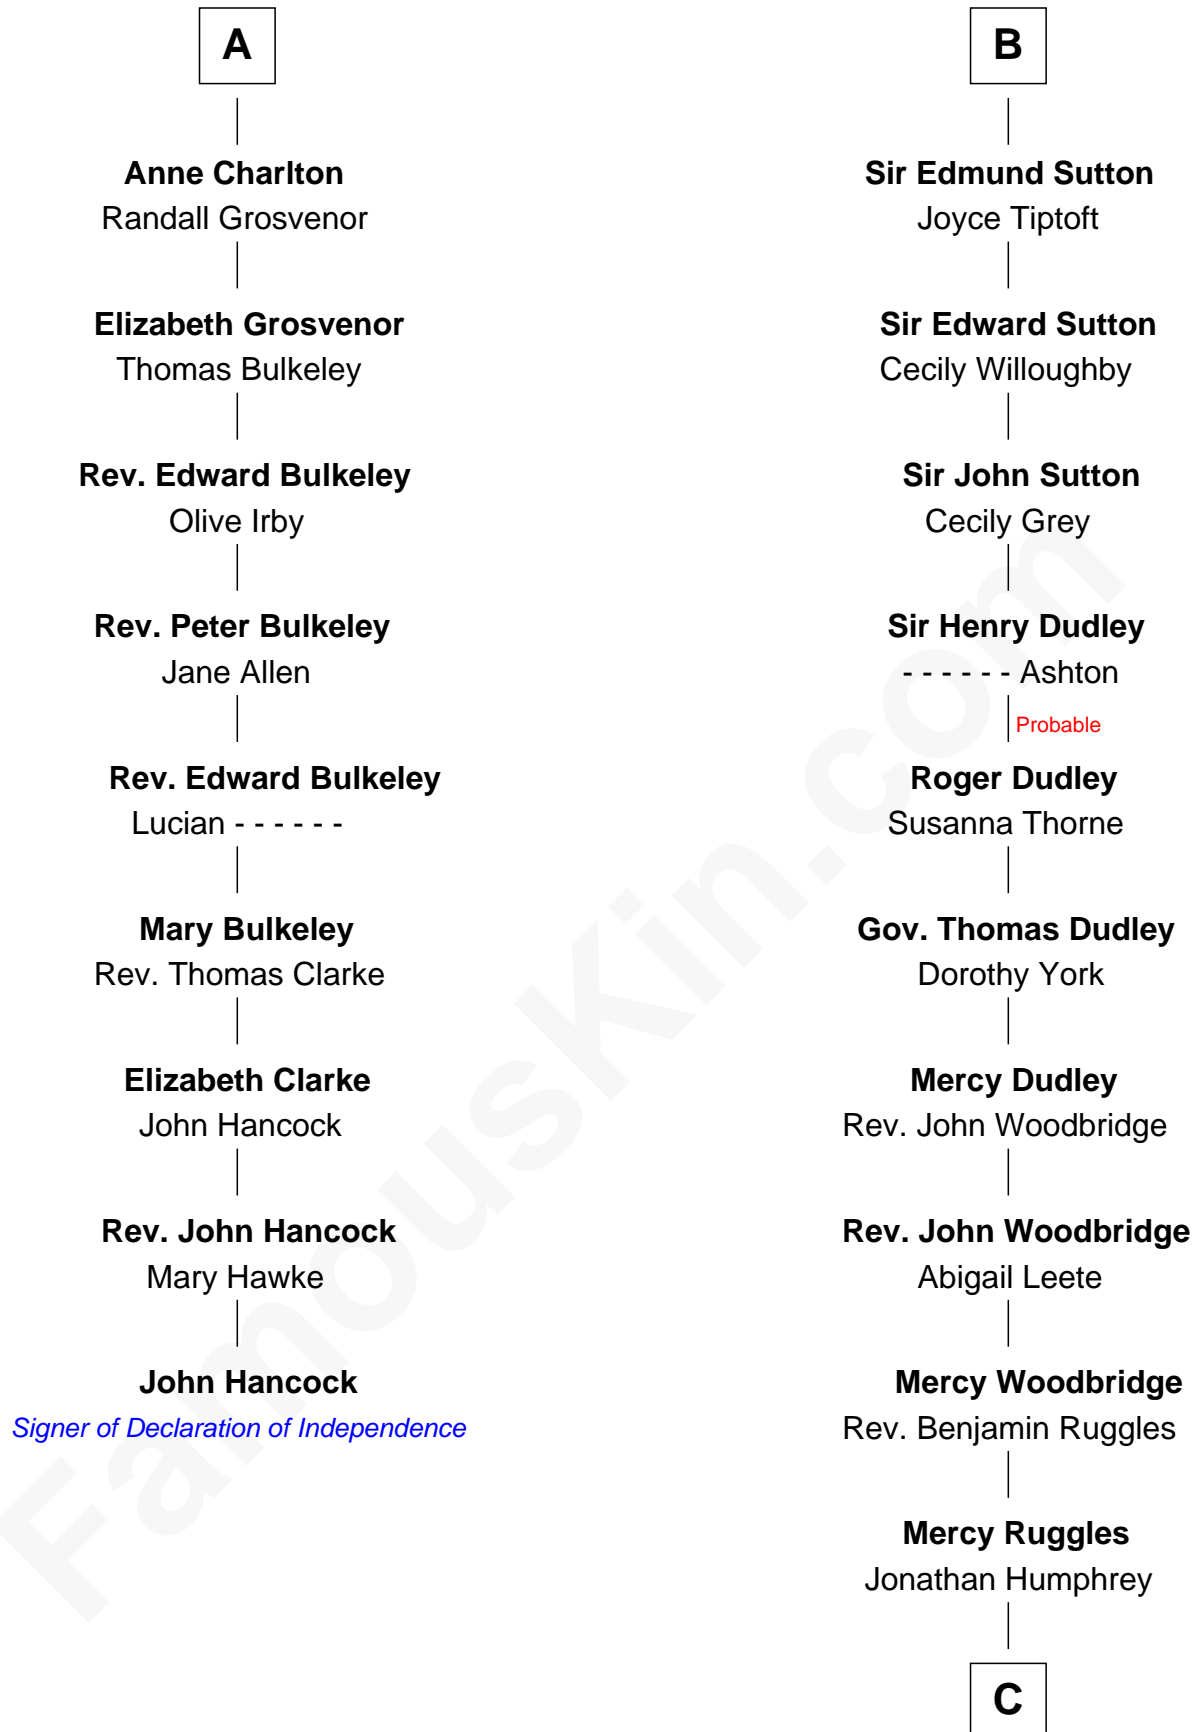 A
Anne Charlton
Randall Grosvenor
Elizabeth Grosvenor
Thomas Bulkeley
Rev. Edward Bulkeley
Olive Irby
Rev. Peter Bulkeley
Jane Allen
Rev. Edward Bulkeley
Lucian - - - - - -
Mary Bulkeley
Rev. Thomas Clarke
Elizabeth Clarke
John Hancock
Rev. John Hancock
Mary Hawke
John Hancock
Signer of Declaration of Independence
B
Sir Edmund Sutton
Joyce Tiptoft
Sir Edward Sutton
Cecily Willoughby
Sir John Sutton
Cecily Grey
Sir Henry Dudley
- - - - - - Ashton
Probable
Roger Dudley
Susanna Thorne
Gov. Thomas Dudley
Dorothy York
Mercy Dudley
Rev. John Woodbridge
Rev. John Woodbridge
Abigail Leete
Mercy Woodbridge
Rev. Benjamin Ruggles
Mercy Ruggles
Jonathan Humphrey
C
FamousKin.com